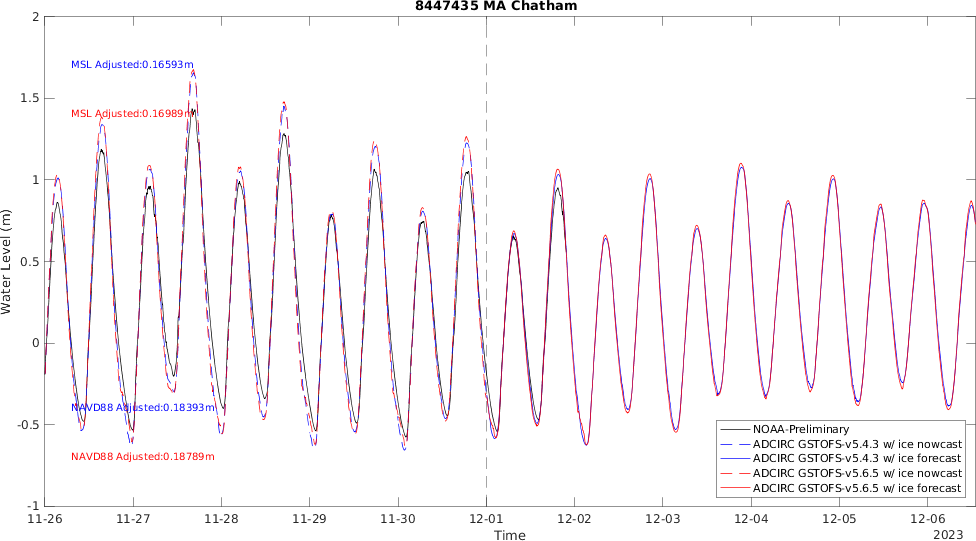 8447435 MA Chatham
2
1.5
1
0.5
0
-0.5
-1
Water Level (m)
MSL Adjusted:0.16593m
MSL Adjusted:0.16989m
NAVD88 Adjusted:0.18393m
NAVD88 Adjusted:0.18789m
NOAA-Preliminary
ADCIRC GSTOFS-v5.4.3 w/ ice nowcast
ADCIRC GSTOFS-v5.4.3 w/ ice forecast
ADCIRC GSTOFS-v5.6.5 w/ ice nowcast
ADCIRC GSTOFS-v5.6.5 w/ ice forecast
11-26 11-27 11-28 11-29 11-30 12-01 12-02 12-03 12-04 12-05 12-06
Time
2023